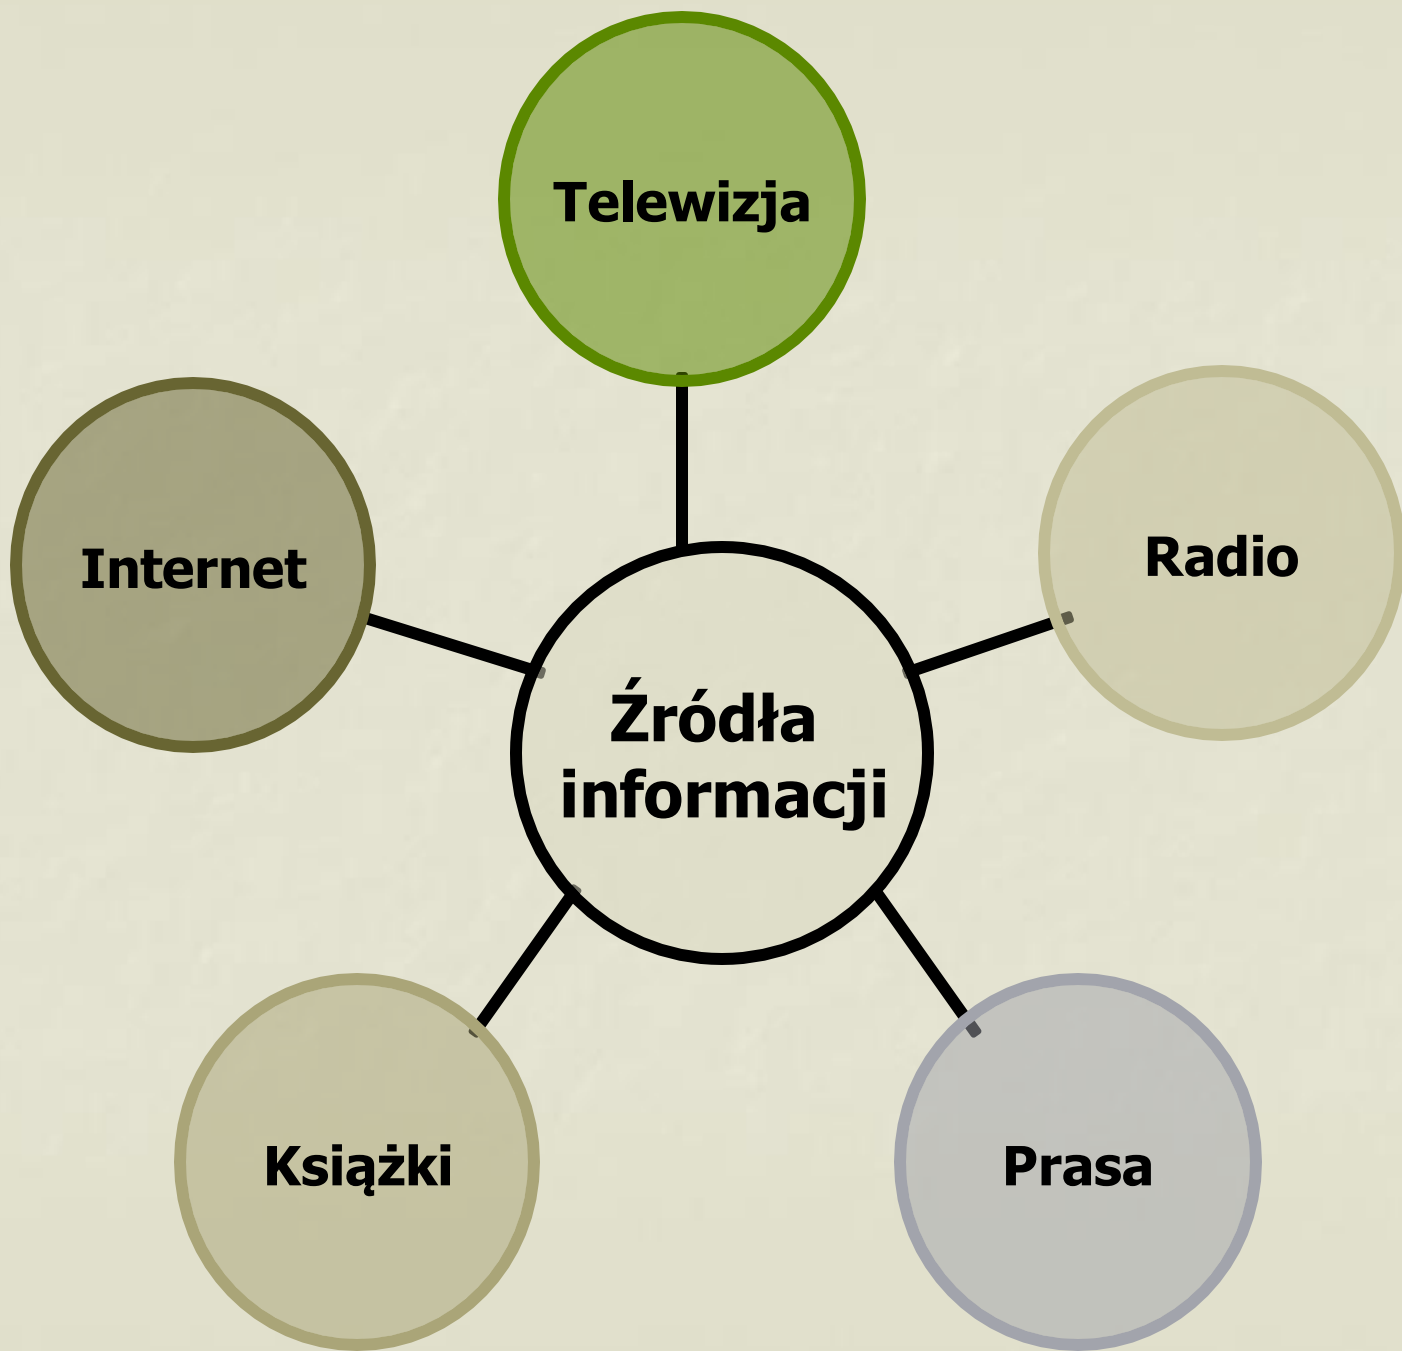 Telewizja
Internet
Radio
Źródła
informacji
Książki
Prasa